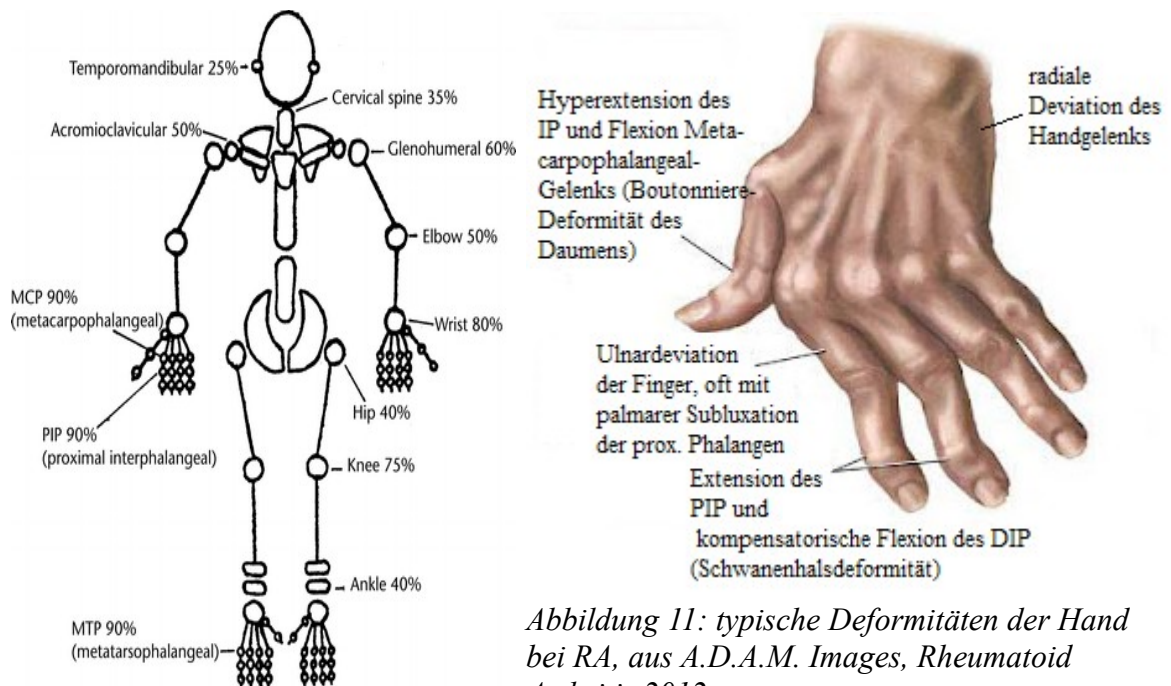 Temporomandibular 25%
Cervical spine 35%
Acromioclavicular 50%
Glenohumeral 60%
Elbow 50%
MCP 90%
(metacarpophalangeal)
Wrist 80%
Hip 40%
PIP 90%
(proximal interphalangeal)
Knee 75%
Ankle 40%
MTP 90%
(metatarsophalangeal)
Hyperextension des
IP und Flexion Meta-
carpophalangeal-
Gelenks (Boutonniere-
Deformität des
Daumens)
radiale
Deviation des
Handgelenks
Ulnardeviation
der Finger, oft mit
palmarer Subluxation
der prox. Phalangen
Extension des
PIP und
kompensatorische Flexion des DIP
(Schwanenhalsdeformität)
Abbildung 11: typische Deformitäten der Hand
bei RA, aus A.D.A.M. Images, Rheumatoid